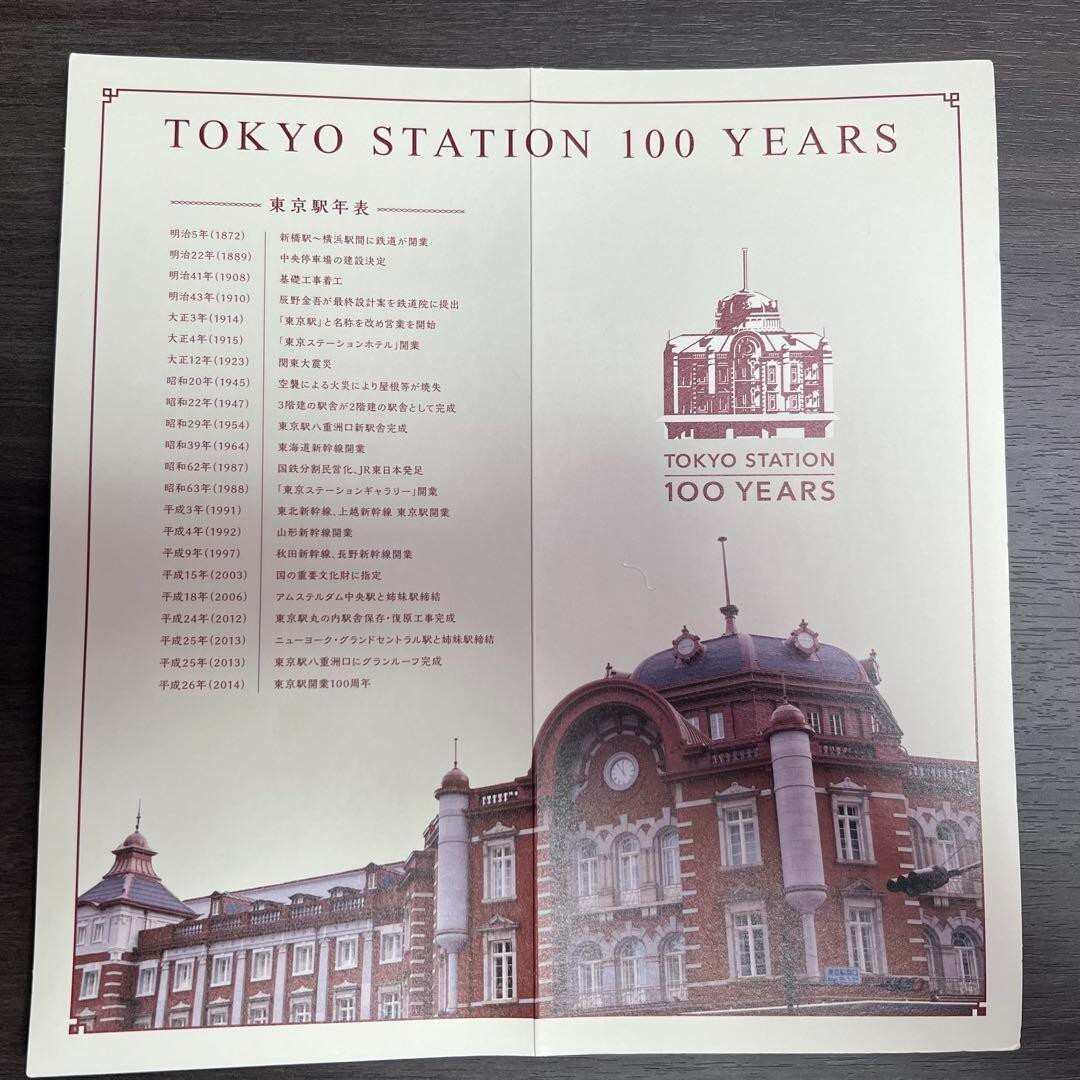 TOKYO STATION 100 YEARS
東京駅年表
明治5年(1872) 新橋駅〜横浜駅間に鉄道が開業
明治22年(1889) 中央停車場の建設決定
明治41年(1908) 基礎工事着工
明治43年(1910) 辰野金吾が最終設計案を鉄道院に提出
大正3年(1914) 「東京駅」と名称を改め営業を開始
大正4年(1915) 「東京ステーションホテル」開業
大正12年(1923) 関東大震災
昭和20年(1945) 空襲による火災により屋根等が焼失
昭和22年(1947) 3階建の駅舎が2階建の駅舎として完成
昭和29年(1954) 東京駅八重洲口新駅舎完成
昭和39年(1964) 東海道新幹線開業
昭和62年(1987) 国鉄分割民営化、JR東日本発足
昭和63年(1988) 「東京ステーションギャラリー」開業
平成3年(1991) 東北新幹線、上越新幹線 東京駅開業
平成4年(1992) 山形新幹線開業
平成9年(1997) 秋田新幹線、長野新幹線開業
平成15年(2003) 国の重要文化財に指定
平成18年(2006) アムステルダム中央駅と姉妹駅締結
平成24年(2012) 東京駅丸の内駅舎保存・復原工事完成
平成25年(2013) ニューヨーク・グランドセントラル駅と姉妹駅締結
平成25年(2013) 東京駅八重洲口にグランルーフ完成
平成26年(2014) 東京駅開業100周年
TOKYO STATION
100 YEARS